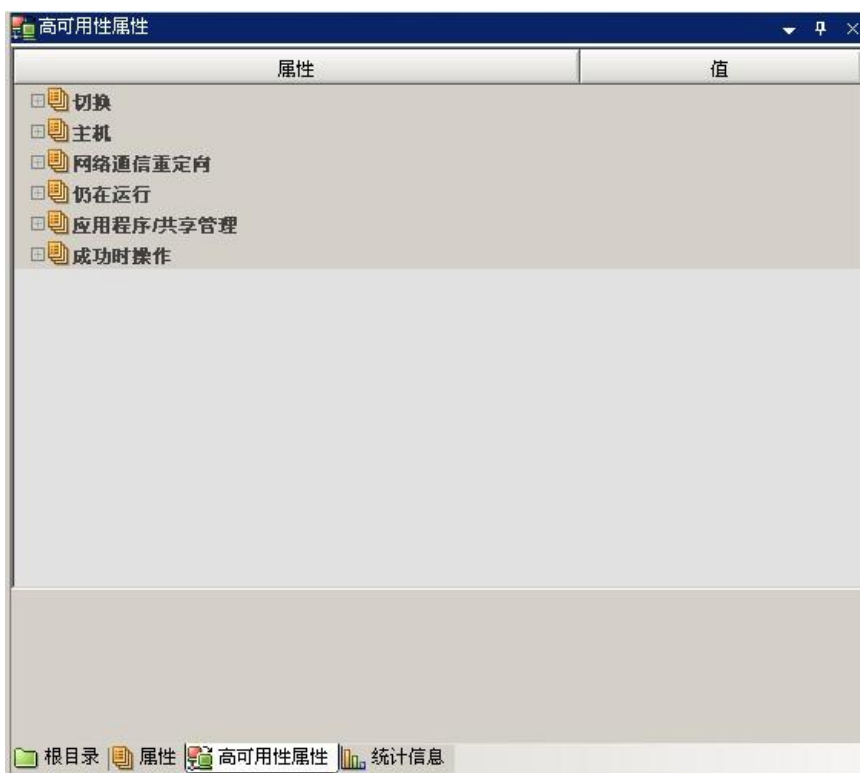 高可用性属性
属性 值
切换
主机
网络通信重定向
仍在运行
应用程序/共享管理
成功时操作
根目录 属性 高可用性属性 统计信息